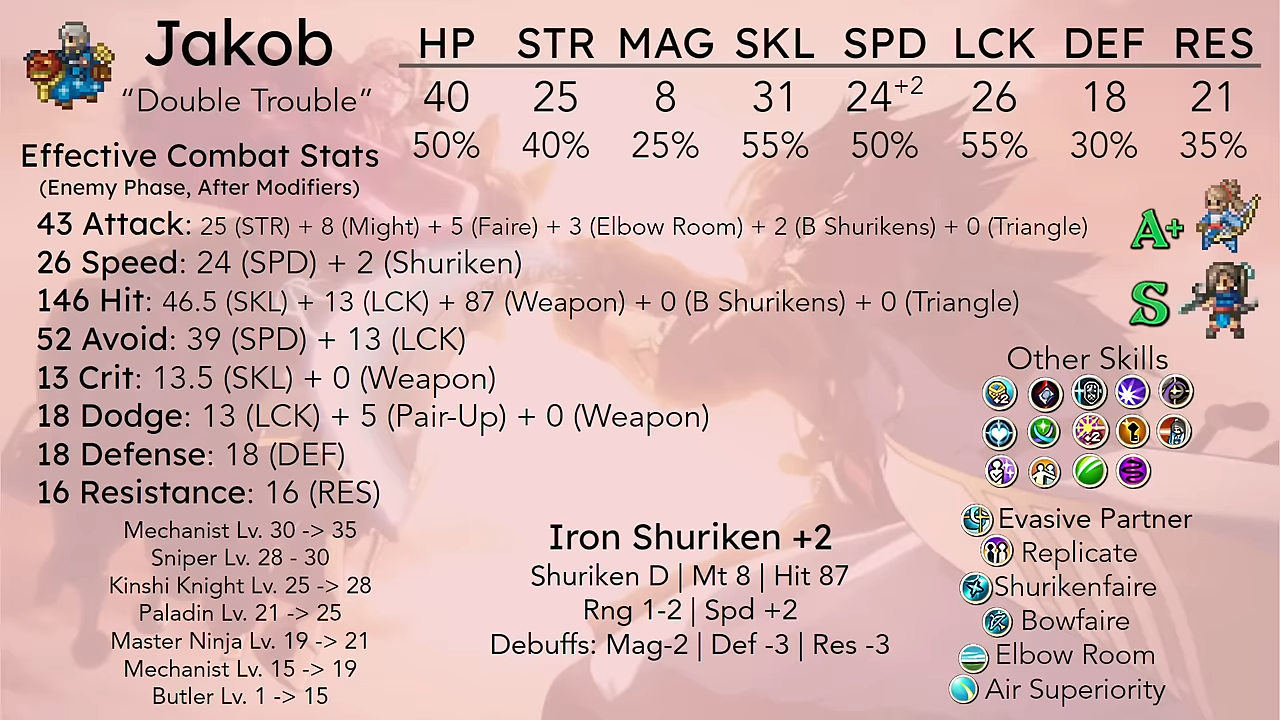 Jakob
"Double Trouble"
HP STR MAG SKL SPD LCK DEF RES
40 25 8 31 24+2 26 18 21
50% 40% 25% 55% 50% 55% 30% 35%
Effective Combat Stats
(Enemy Phase, After Modifiers)
43 Attack: 25 (STR) + 8 (Might) + 5 (Faire) + 3 (Elbow Room) + 2 (B Shurikens) + 0 (Triangle)
26 Speed: 24 (SPD) + 2 (Shuriken)
146 Hit: 46.5 (SKL) + 13 (LCK) + 87 (Weapon) + 0 (B Shurikens) + 0 (Triangle)
52 Avoid: 39 (SPD) + 13 (LCK)
13 Crit: 13.5 (SKL) + 0 (Weapon)
18 Dodge: 13 (LCK) + 5 (Pair-Up) + 0 (Weapon)
18 Defense: 18 (DEF)
16 Resistance: 16 (RES)
Mechanist Lv. 30 -> 35
Sniper Lv. 28 - 30
Kinshi Knight Lv. 25 -> 28
Paladin Lv. 21 -> 25
Master Ninja Lv. 19 -> 21
Mechanist Lv. 15 -> 19
Butler Lv. 1 -> 15
Iron Shuriken +2
Shuriken D | Mt 8 | Hit 87
Rng 1-2 | Spd +2
Debuffs: Mag-2 | Def -3 | Res -3
A+
S
Other Skills
+2
+2
Evasive Partner
Replicate
Shurikenfaire
Bowfaire
Elbow Room
Air Superiority